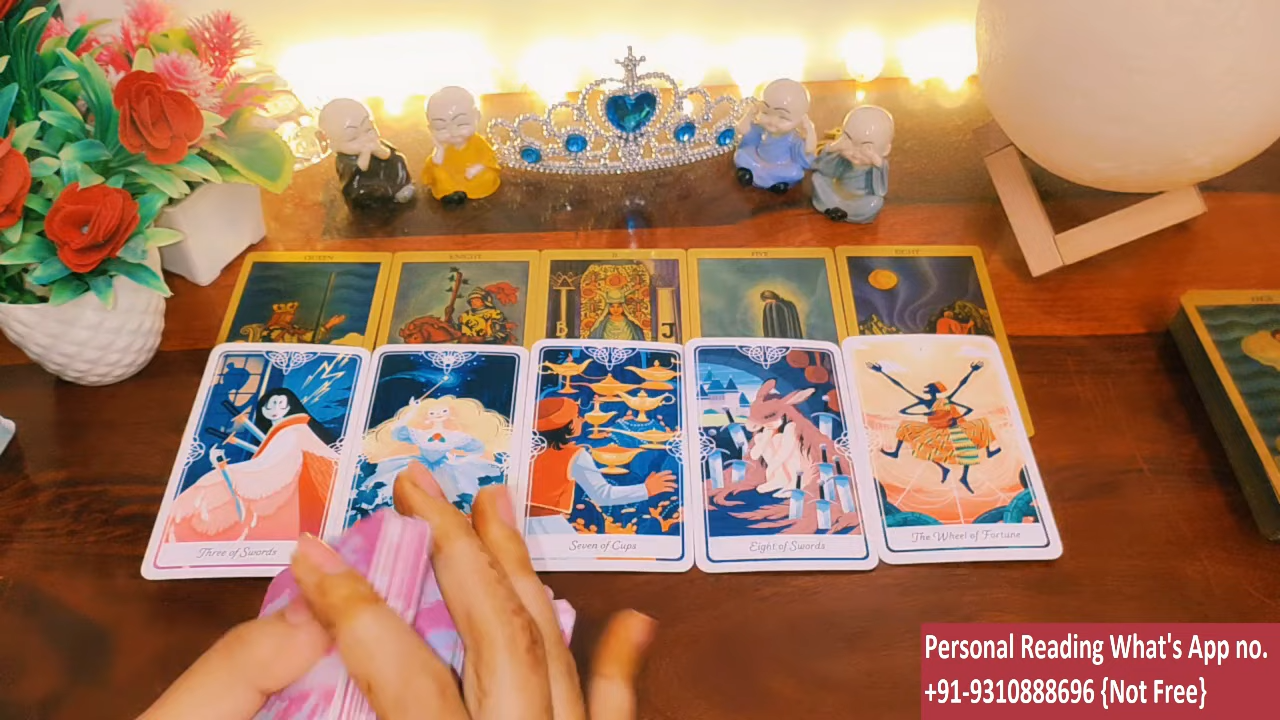 QUEEN
KNIGHT
II
FIVE
EIGHT
B
J
Three of Swords
Seven of Cups
Eight of Swords
The Wheel of Fortune
Personal Reading What's App no.
+91-9310888696 {Not Free}